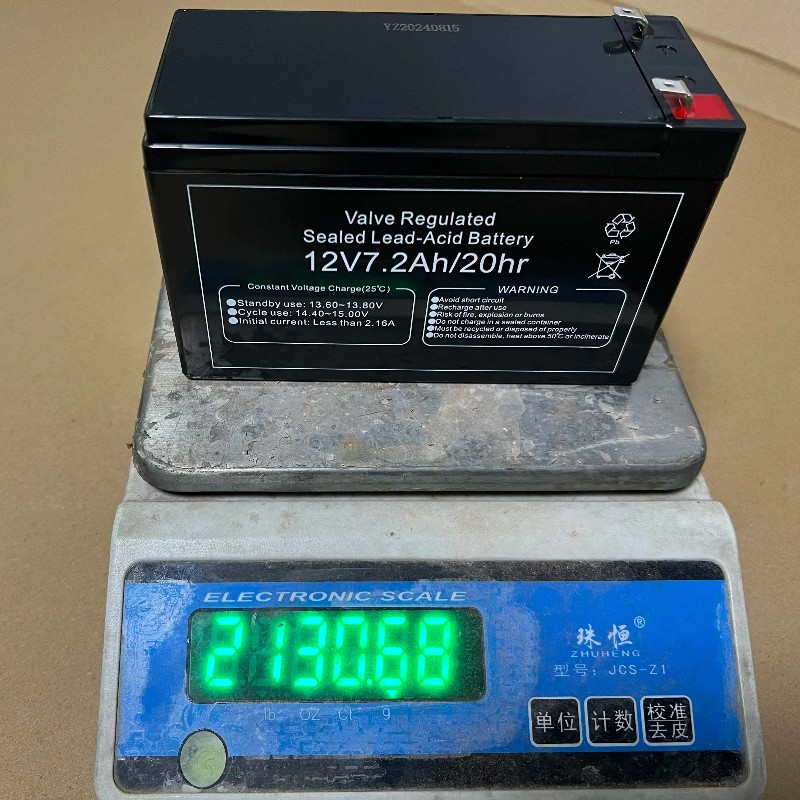 YZ20240815
Valve Regulated
Sealed Lead-Acid Battery
12V7.2Ah/20hr
Pb
Constant Voltage Charge(25℃)
●Standby use: 13.60~13.80V
●Cycle use: 14.40~15.00V
●Initial current: Less than 2.16A
WARNING
●Avoid short circuit
●Recharge after use
●Risk of fire, explosion or burns
●Do not charge in a sealed container
●Must be recycled or disposed of properly
●Do not disassemble, heat above 50℃ or incinerate
ELECTRONIC SCALE
2130.68
lb OZ Ct g
珠恒®
ZHUHENG
型号: JCS-Z1
单位 计数 校准去皮